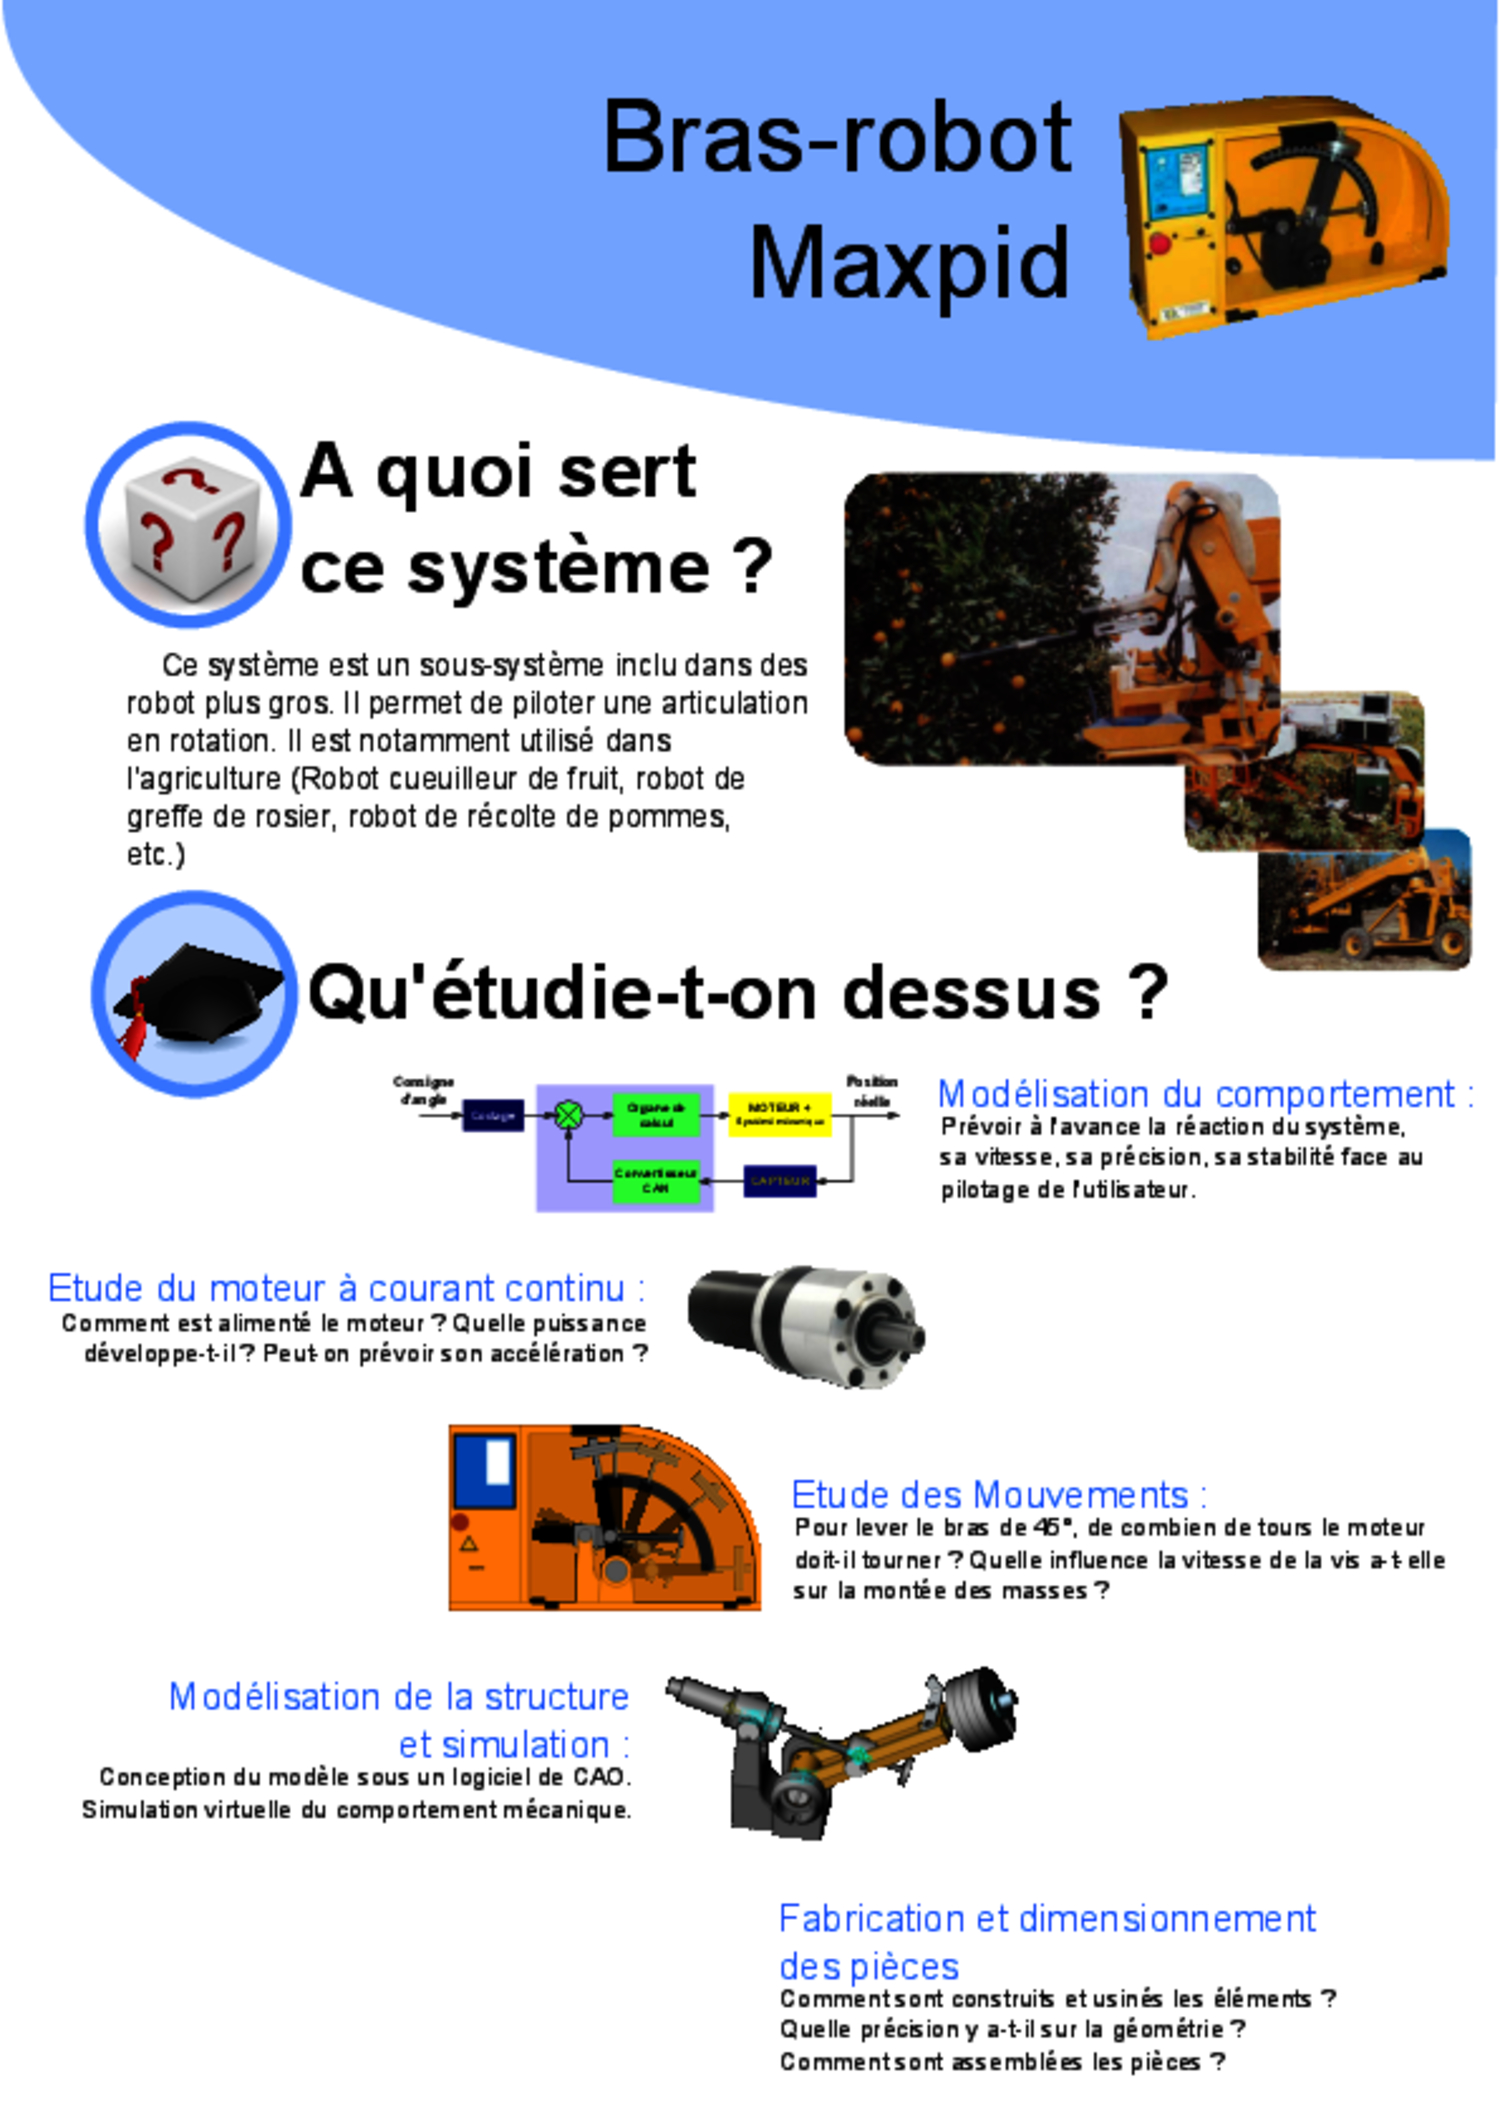 Bras-robot
Maxpid
A quoi sert
ce système ?
Ce système est un sous-système inclu dans des
robot plus gros. Il permet de piloter une articulation
en rotation. Il est notamment utilisé dans
l'agriculture (Robot cueuilleur de fruit, robot de
greffe de rosier, robot de récolte de pommes,
etc.)
Qu'étudie-t-on dessus ?
Consigne
d'angle
Organe de
calcul
MOTEUR +
Position
réelle
Convertisseur
CAN
CAPTEUR
Modélisation du comportement :
Prévoir à l'avance la réaction du système,
sa vitesse, sa précision, sa stabilité face au
pilotage de l'utilisateur.
Etude du moteur à courant continu :
Comment est alimenté le moteur ? Quelle puissance
développe-t-il ? Peut-on prévoir son accélération ?
Etude des Mouvements :
Pour lever le bras de 45°, de combien de tours le moteur
doit-il tourner ? Quelle influence la vitesse de la vis a-t-elle
sur la montée des masses ?
Modélisation de la structure
et simulation :
Conception du modèle sous un logiciel de CAO.
Simulation virtuelle du comportement mécanique.
Fabrication et dimensionnement
des pièces
Comment sont construits et usinés les éléments ?
Quelle précision y a-t-il sur la géométrie ?
Comment sont assemblées les pièces ?